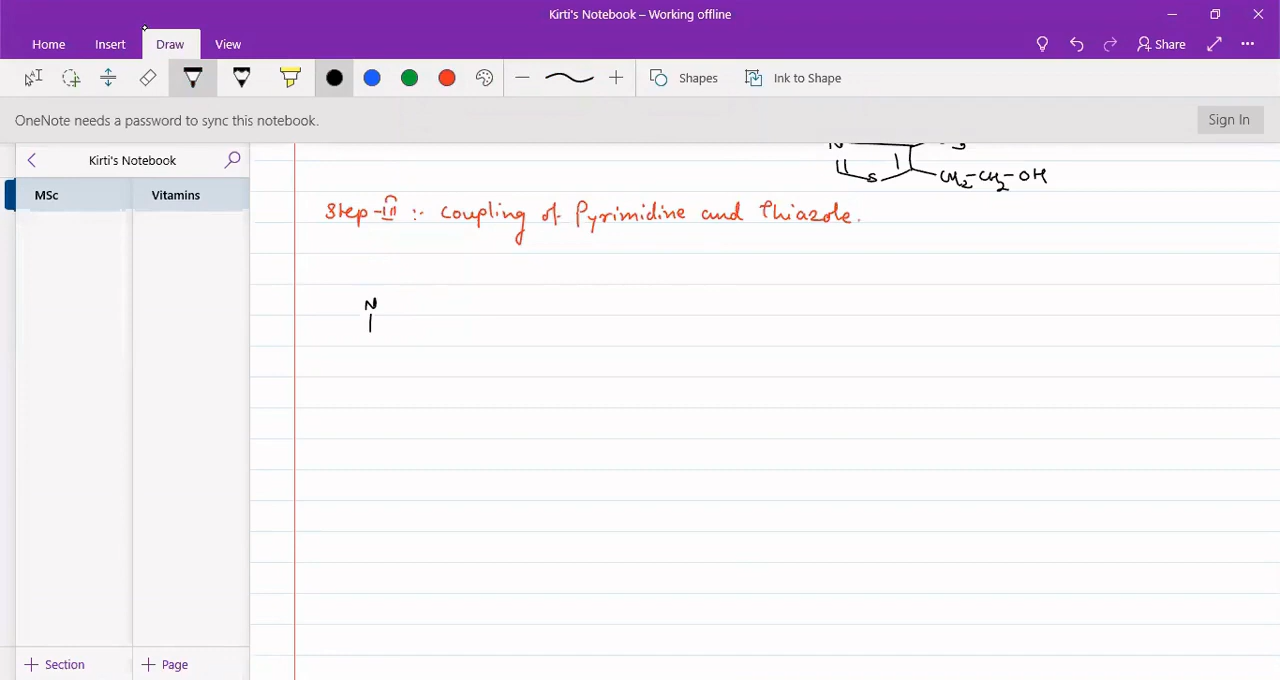 Kirti's Notebook – Working offline
Home Insert Draw View
Share
Shapes
Ink to Shape
OneNote needs a password to sync this notebook.
Sign In
Kirti's Notebook
MSc
Vitamins
N
S
CH2-CH2-OH
Step-III :- Coupling of Pyrimidine and Thiazole.
N
Section
Page